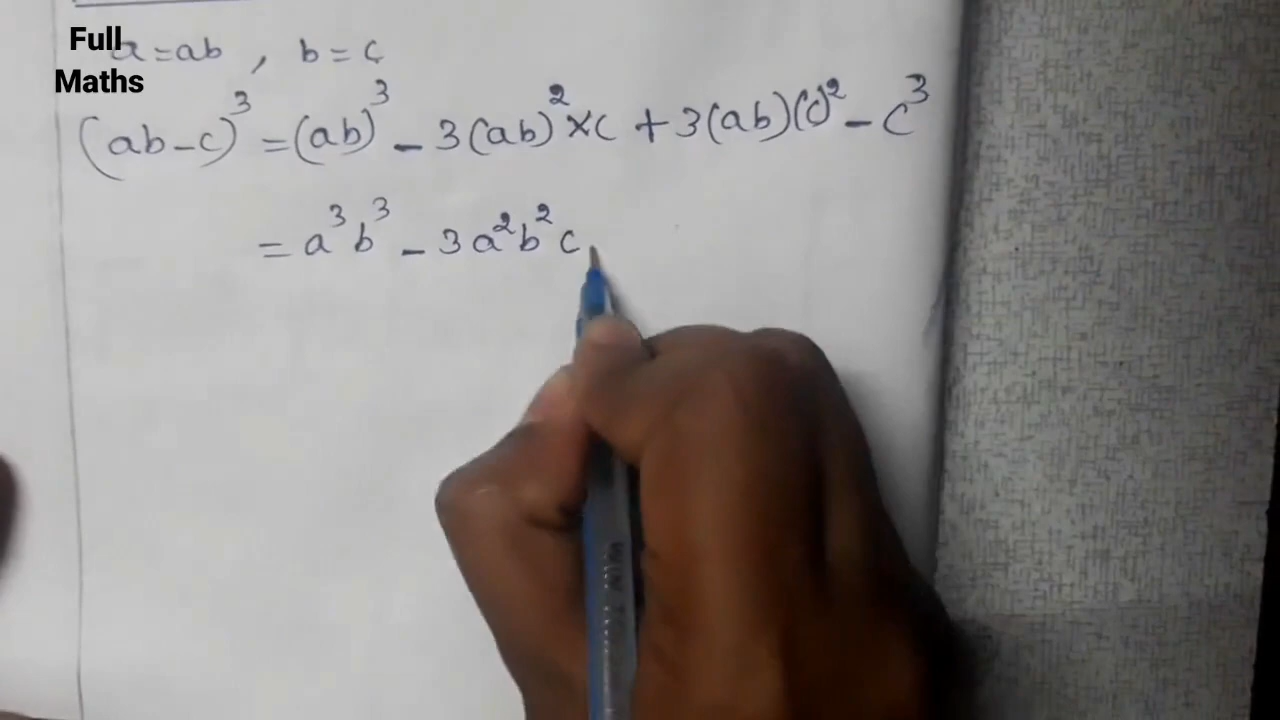 Full
Maths
a = ab , b = c
(ab - c)³ = (ab)³ - 3(ab)² × c + 3(ab)(c)² - c³
= a³b³ - 3a²b²c